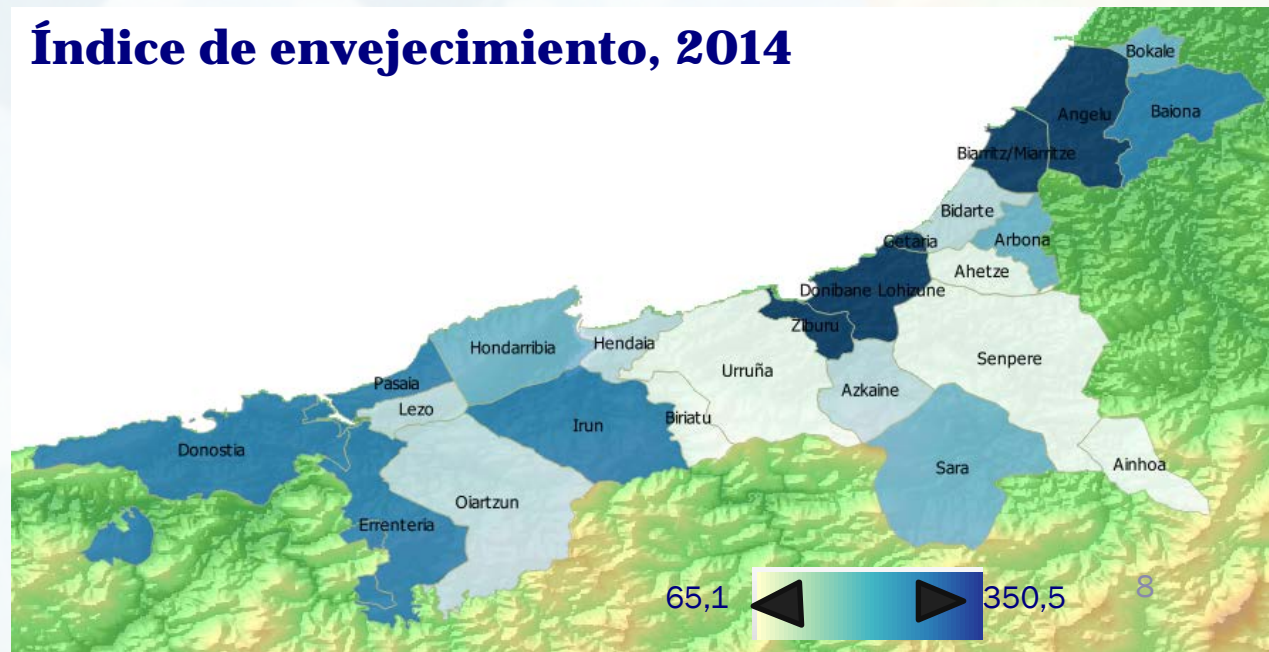 Índice de envejecimiento, 2014
Bokale
Angelu
Baiona
Biarritz/Miarritze
Bidarte
Getaria
Arbona
Ahetze
Donibane Lohizune
Ziburu
Hondarribia
Hendaia
Urruña
Senpere
Pasaia
Lezo
Azkaine
Biriatu
Irun
Donostia
Sara
Ainhoa
Oiartzun
Errenteria
65,1
350,5
8